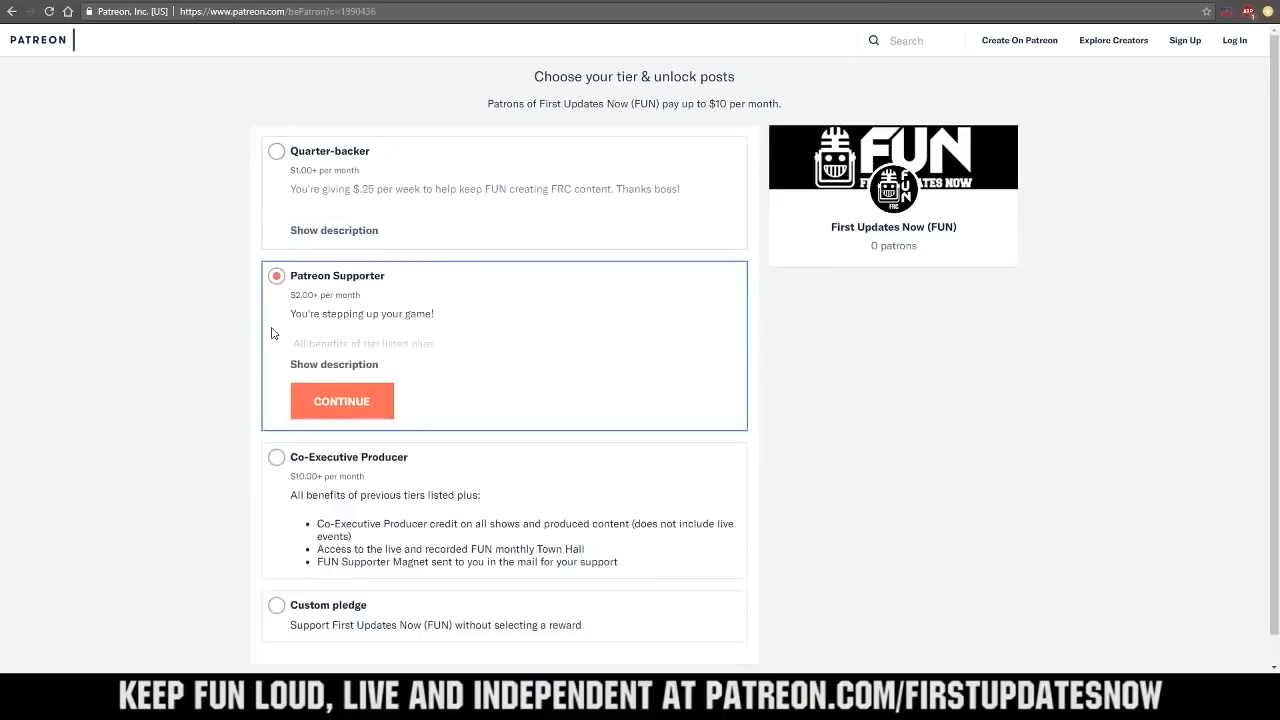 Patreon, Inc. [US] | https://www.patreon.com/bePatron?c=1990436
PATREON
Search
Create On Patreon
Explore Creators
Sign Up
Log In
Choose your tier & unlock posts
Patrons of First Updates Now (FUN) pay up to $10 per month.
Quarter-backer
$1.00+ per month
You're giving $.25 per week to help keep FUN creating FRC content. Thanks boss!
Show description
Patreon Supporter
$2.00+ per month
You're stepping up your game!
All benefits of tier listed plus:
Show description
CONTINUE
Co-Executive Producer
$10.00+ per month
All benefits of previous tiers listed plus:
• Co-Executive Producer credit on all shows and produced content (does not include live
events)
• Access to the live and recorded FUN monthly Town Hall
• FUN Supporter Magnet sent to you in the mail for your support
Custom pledge
Support First Updates Now (FUN) without selecting a reward
FUN
TES NOW
FUN
FRC
First Updates Now (FUN)
0 patrons
KEEP FUN LOUD, LIVE AND INDEPENDENT AT PATREON.COM/FIRSTUPDATESNOW